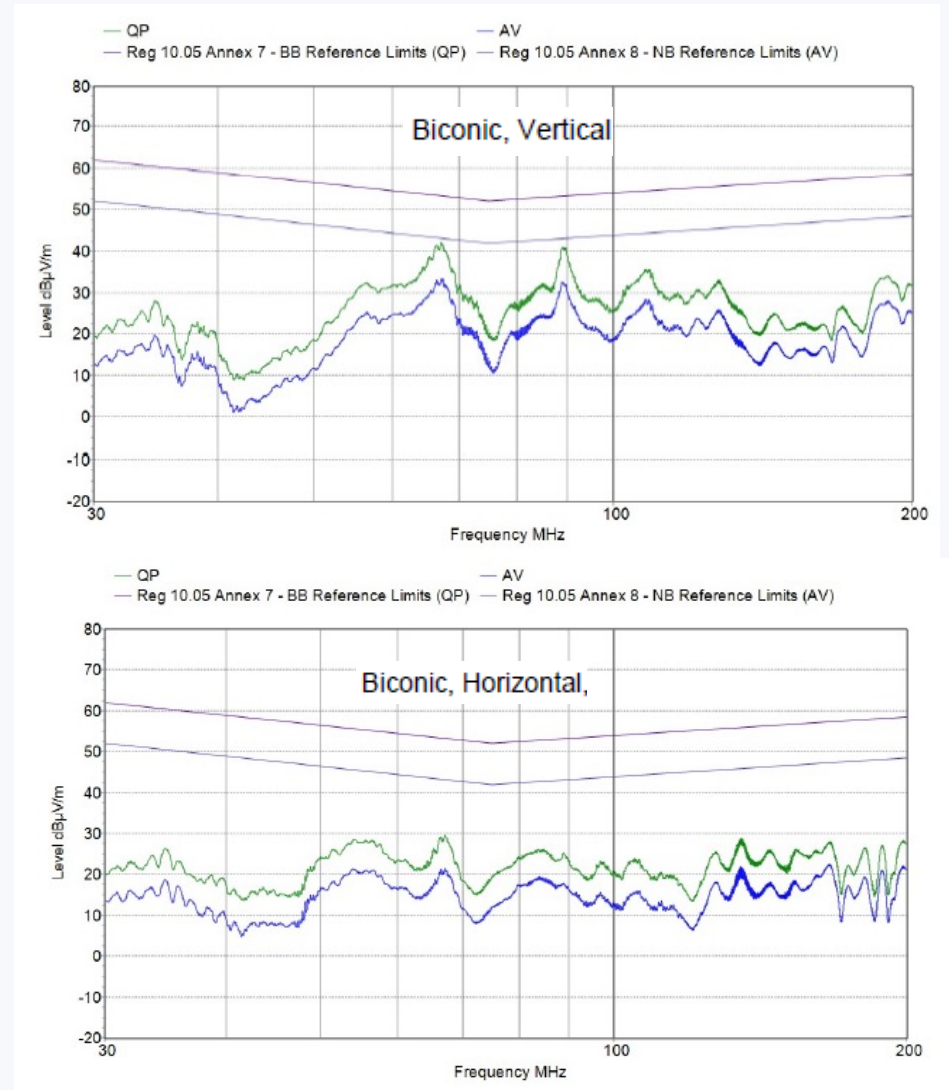 QP AV
Reg 10.05 Annex 7 - BB Reference Limits (QP) Reg 10.05 Annex 8 - NB Reference Limits (AV)
Biconic, Vertical
80
70
60
50
40
30
20
10
0
-10
-20
Level dBµV/m
30 100 200
Frequency MHz
QP AV
Reg 10.05 Annex 7 - BB Reference Limits (QP) Reg 10.05 Annex 8 - NB Reference Limits (AV)
Biconic, Horizontal,
80
70
60
50
40
30
20
10
0
-10
-20
Level dBµV/m
30 100 200
Frequency MHz